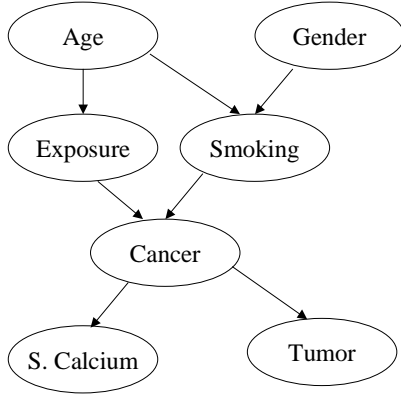 Age
Gender
Exposure
Smoking
Cancer
S. Calcium
Tumor